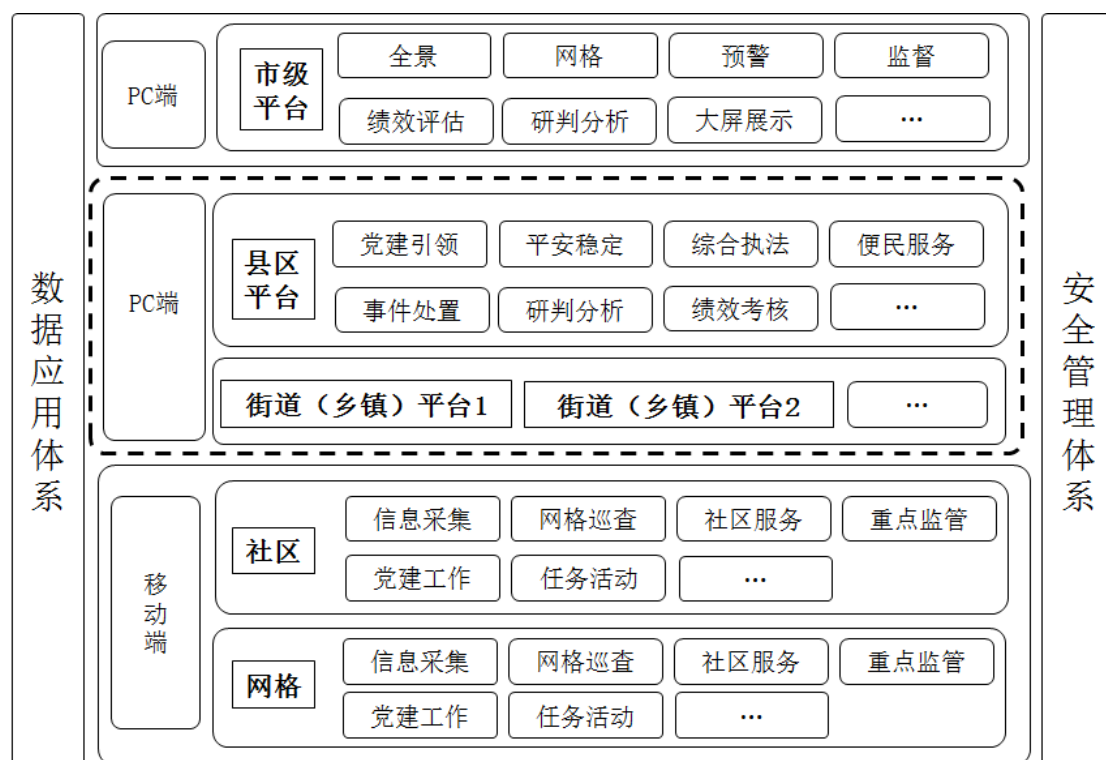 数据应用体系
PC端
市级
平台
全景
网格
预警
监督
绩效评估
研判分析
大屏展示
…
PC端
县区
平台
党建引领
平安稳定
综合执法
便民服务
事件处置
研判分析
绩效考核
…
街道（乡镇）平台1
街道（乡镇）平台2
…
移动端
社区
信息采集
网格巡查
社区服务
重点监管
党建工作
任务活动
…
网格
信息采集
网格巡查
社区服务
重点监管
党建工作
任务活动
…
安全管理体系